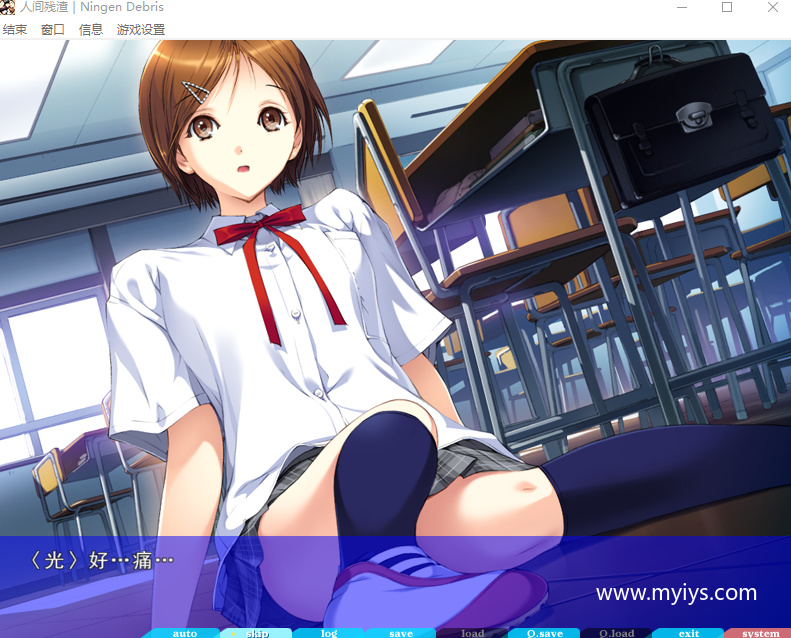 人间残渣 | Ningen Debris
结束 窗口 信息 游戏设置
〈光〉好…痛…
www.myiys.com
auto skip log save load Q.save Q.load exit system